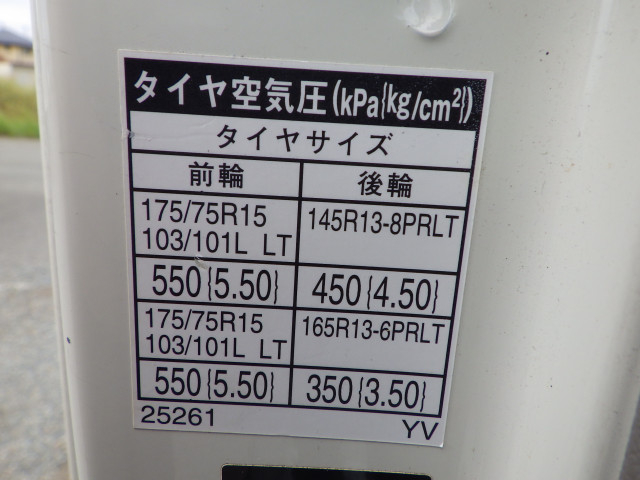 タイヤ空気圧(kPa{kg/cm²})
タイヤサイズ
前輪 後輪
175/75R15 145R13-8PRLT
103/101L LT
550{5.50} 450{4.50}
175/75R15 165R13-6PRLT
103/101L LT
550{5.50} 350{3.50}
25261 YV